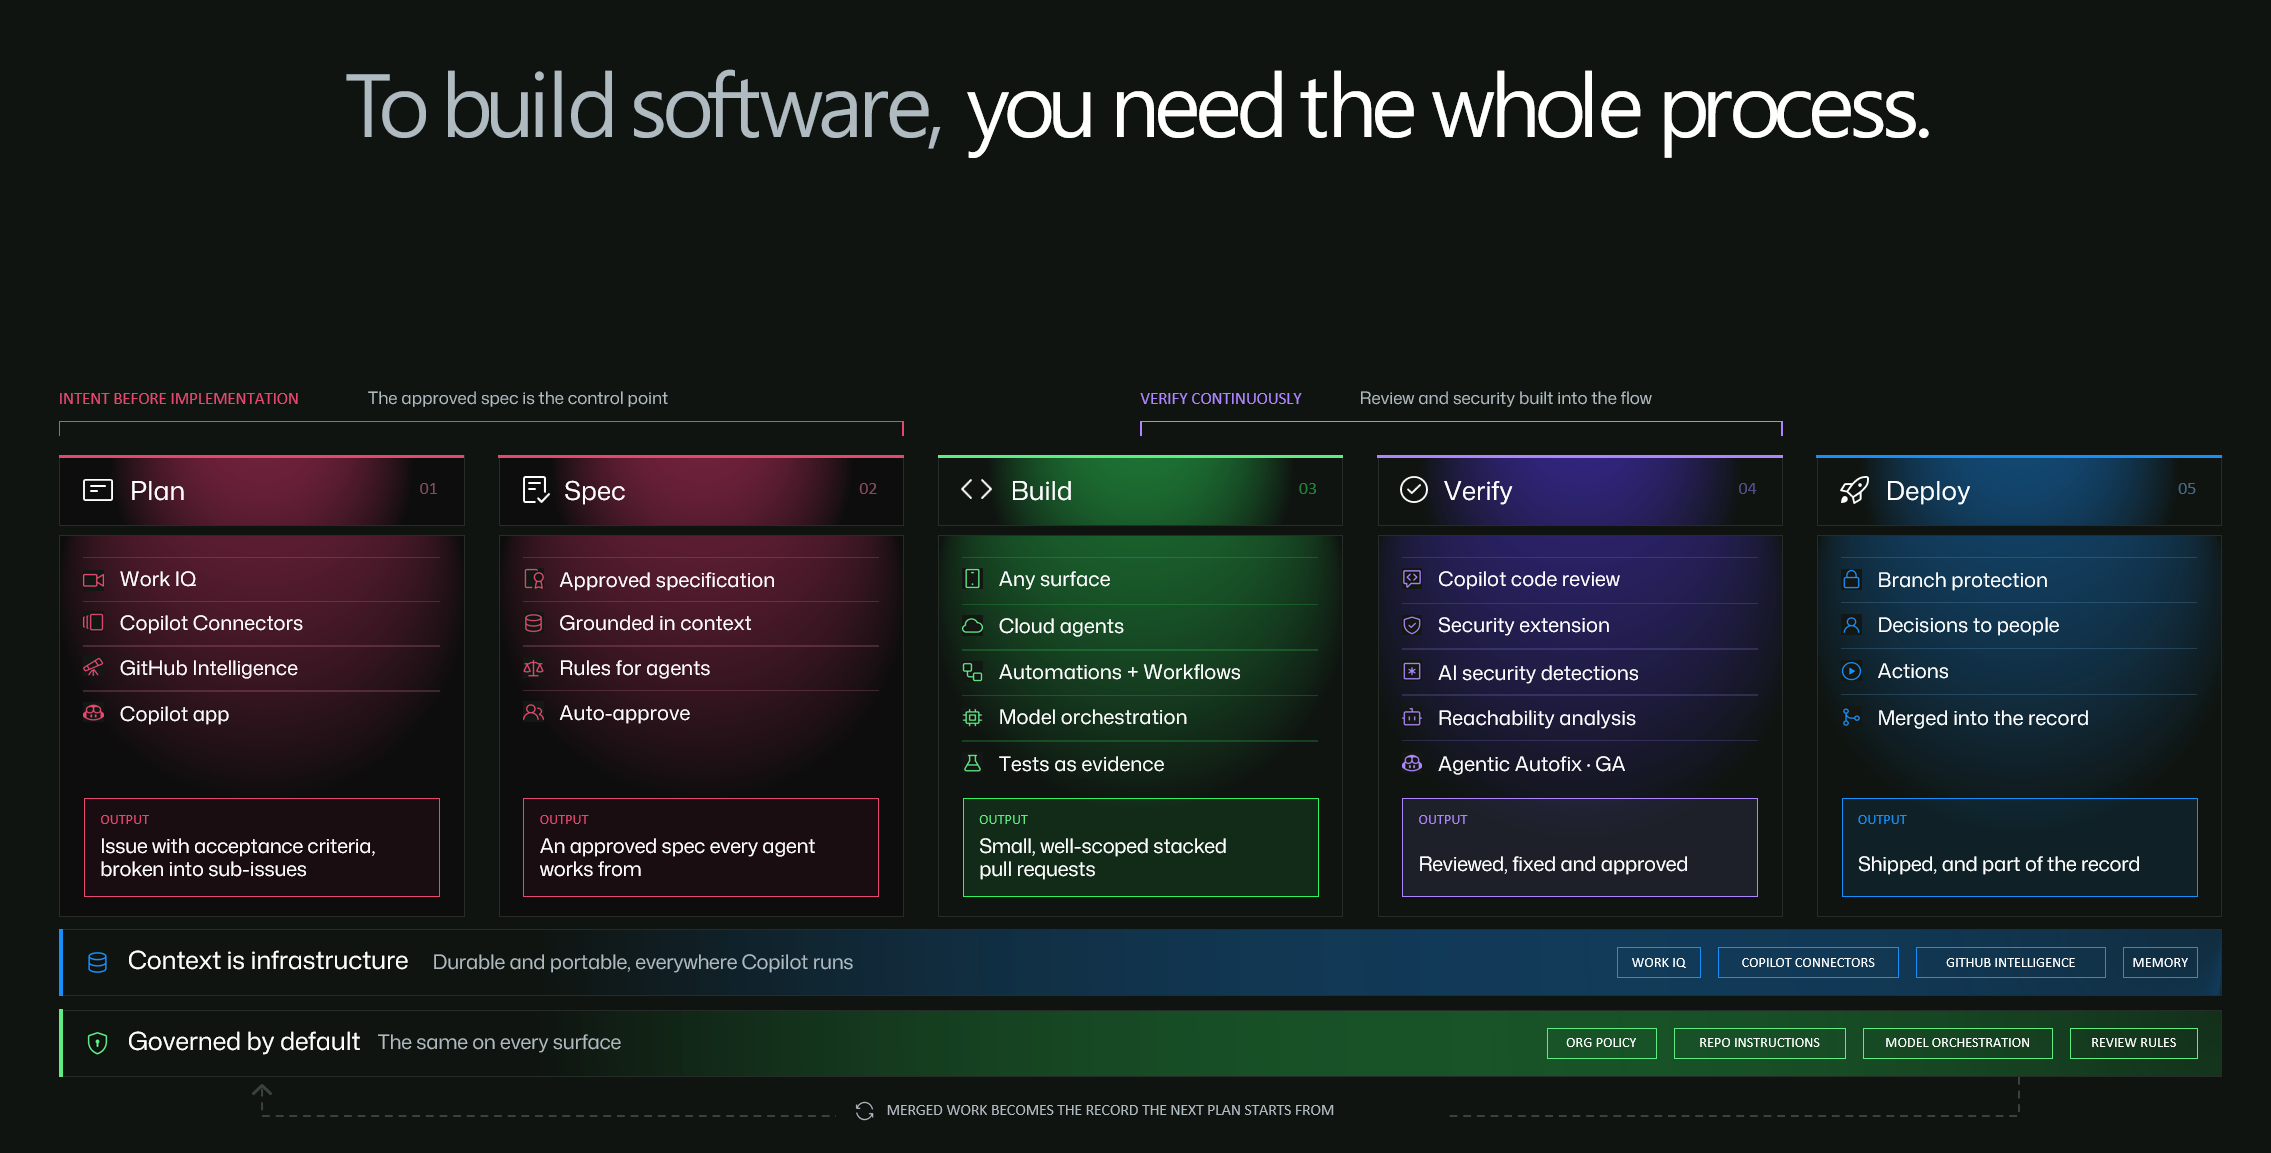 To build software, you need the whole process.
INTENT BEFORE IMPLEMENTATION The approved spec is the control point
VERIFY CONTINUOUSLY Review and security built into the flow
Plan 01
Work IQ
Copilot Connectors
GitHub Intelligence
Copilot app
OUTPUT
Issue with acceptance criteria,
broken into sub-issues
Spec 02
Approved specification
Grounded in context
Rules for agents
Auto-approve
OUTPUT
An approved spec every agent
works from
Build 03
Any surface
Cloud agents
Automations + Workflows
Model orchestration
Tests as evidence
OUTPUT
Small, well-scoped stacked
pull requests
Verify 04
Copilot code review
Security extension
AI security detections
Reachability analysis
Agentic Autofix · GA
OUTPUT
Reviewed, fixed and approved
Deploy 05
Branch protection
Decisions to people
Actions
Merged into the record
OUTPUT
Shipped, and part of the record
Context is infrastructure Durable and portable, everywhere Copilot runs WORK IQ COPILOT CONNECTORS GITHUB INTELLIGENCE MEMORY
Governed by default The same on every surface ORG POLICY REPO INSTRUCTIONS MODEL ORCHESTRATION REVIEW RULES
MERGED WORK BECOMES THE RECORD THE NEXT PLAN STARTS FROM